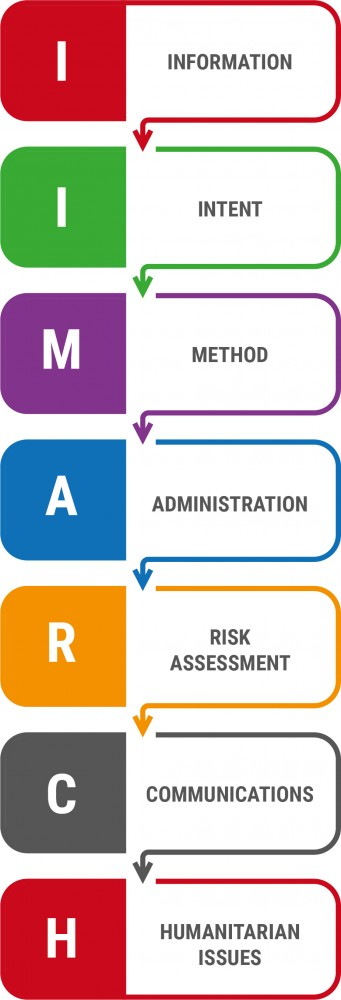 I
INFORMATION
I
INTENT
M
METHOD
A
ADMINISTRATION
R
RISK
ASSESSMENT
C
COMMUNICATIONS
H
HUMANITARIAN
ISSUES